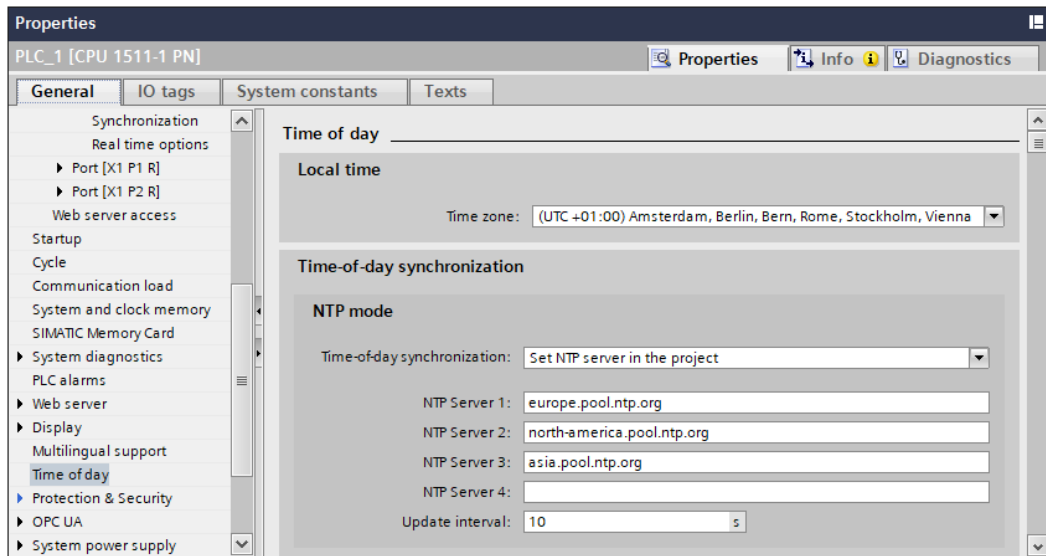 Properties
PLC_1 [CPU 1511-1 PN]
Properties
Info
Diagnostics
General
IO tags
System constants
Texts
Synchronization
Real time options
Port [X1 P1 R]
Port [X1 P2 R]
Web server access
Startup
Cycle
Communication load
System and clock memory
SIMATIC Memory Card
System diagnostics
PLC alarms
Web server
Display
Multilingual support
Time of day
Protection & Security
OPC UA
System power supply
Time of day
Local time
Time zone: (UTC +01:00) Amsterdam, Berlin, Bern, Rome, Stockholm, Vienna
Time-of-day synchronization
NTP mode
Time-of-day synchronization: Set NTP server in the project
NTP Server 1: europe.pool.ntp.org
NTP Server 2: north-america.pool.ntp.org
NTP Server 3: asia.pool.ntp.org
NTP Server 4:
Update interval: 10 s